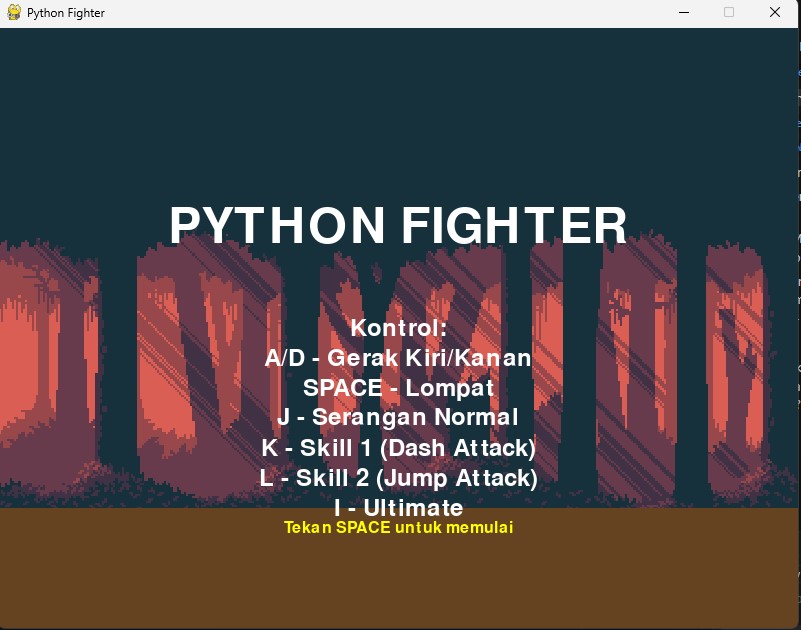 Python Fighter
PYTHON FIGHTER
Kontrol:
A/D - Gerak Kiri/Kanan
SPACE - Lompat
J - Serangan Normal
K - Skill 1 (Dash Attack)
L - Skill 2 (Jump Attack)
I - Ultimate
Tekan SPACE untuk memulai